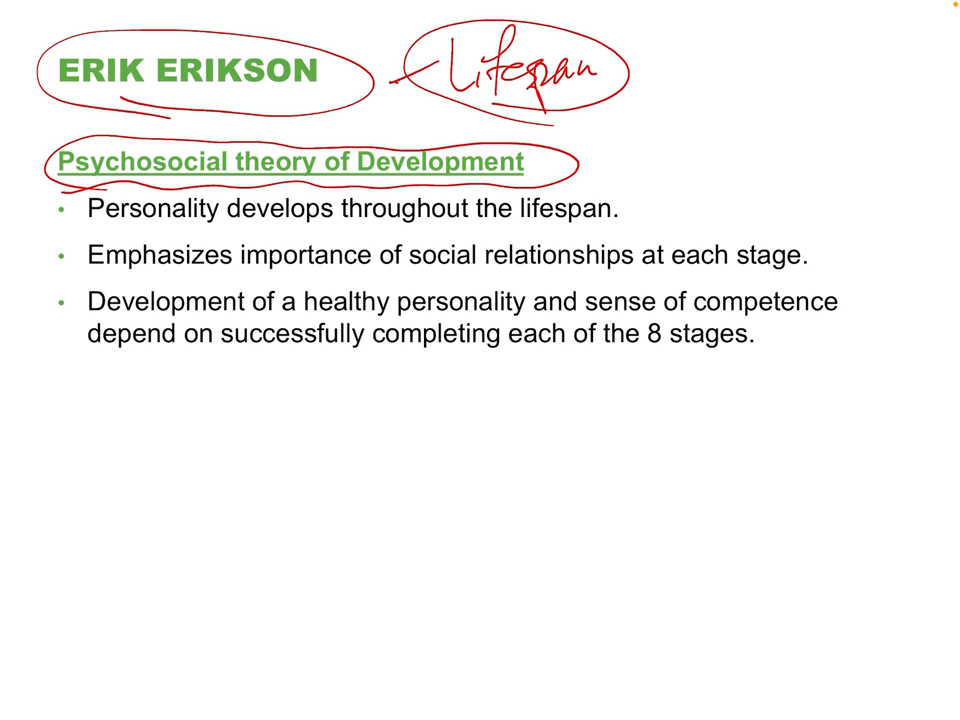 ERIK ERIKSON - Lifespan
Psychosocial theory of Development
• Personality develops throughout the lifespan.
• Emphasizes importance of social relationships at each stage.
• Development of a healthy personality and sense of competence
depend on successfully completing each of the 8 stages.